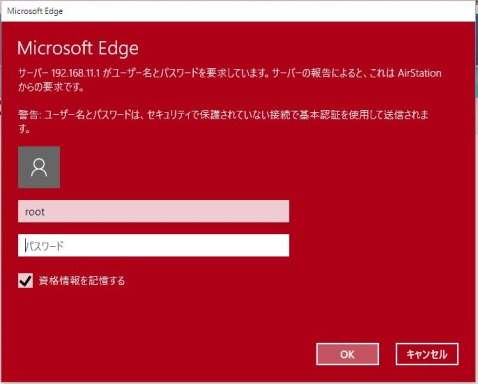 Microsoft Edge
Microsoft Edge
サーバー 192.168.11.1 がユーザー名とパスワードを要求しています。サーバーの報告によると、これは AirStation
からの要求です。
警告: ユーザー名とパスワードは、セキュリティで保護されていない接続で基本認証を使用して送信されま
す。
root
パスワード
資格情報を記憶する
OK
キャンセル